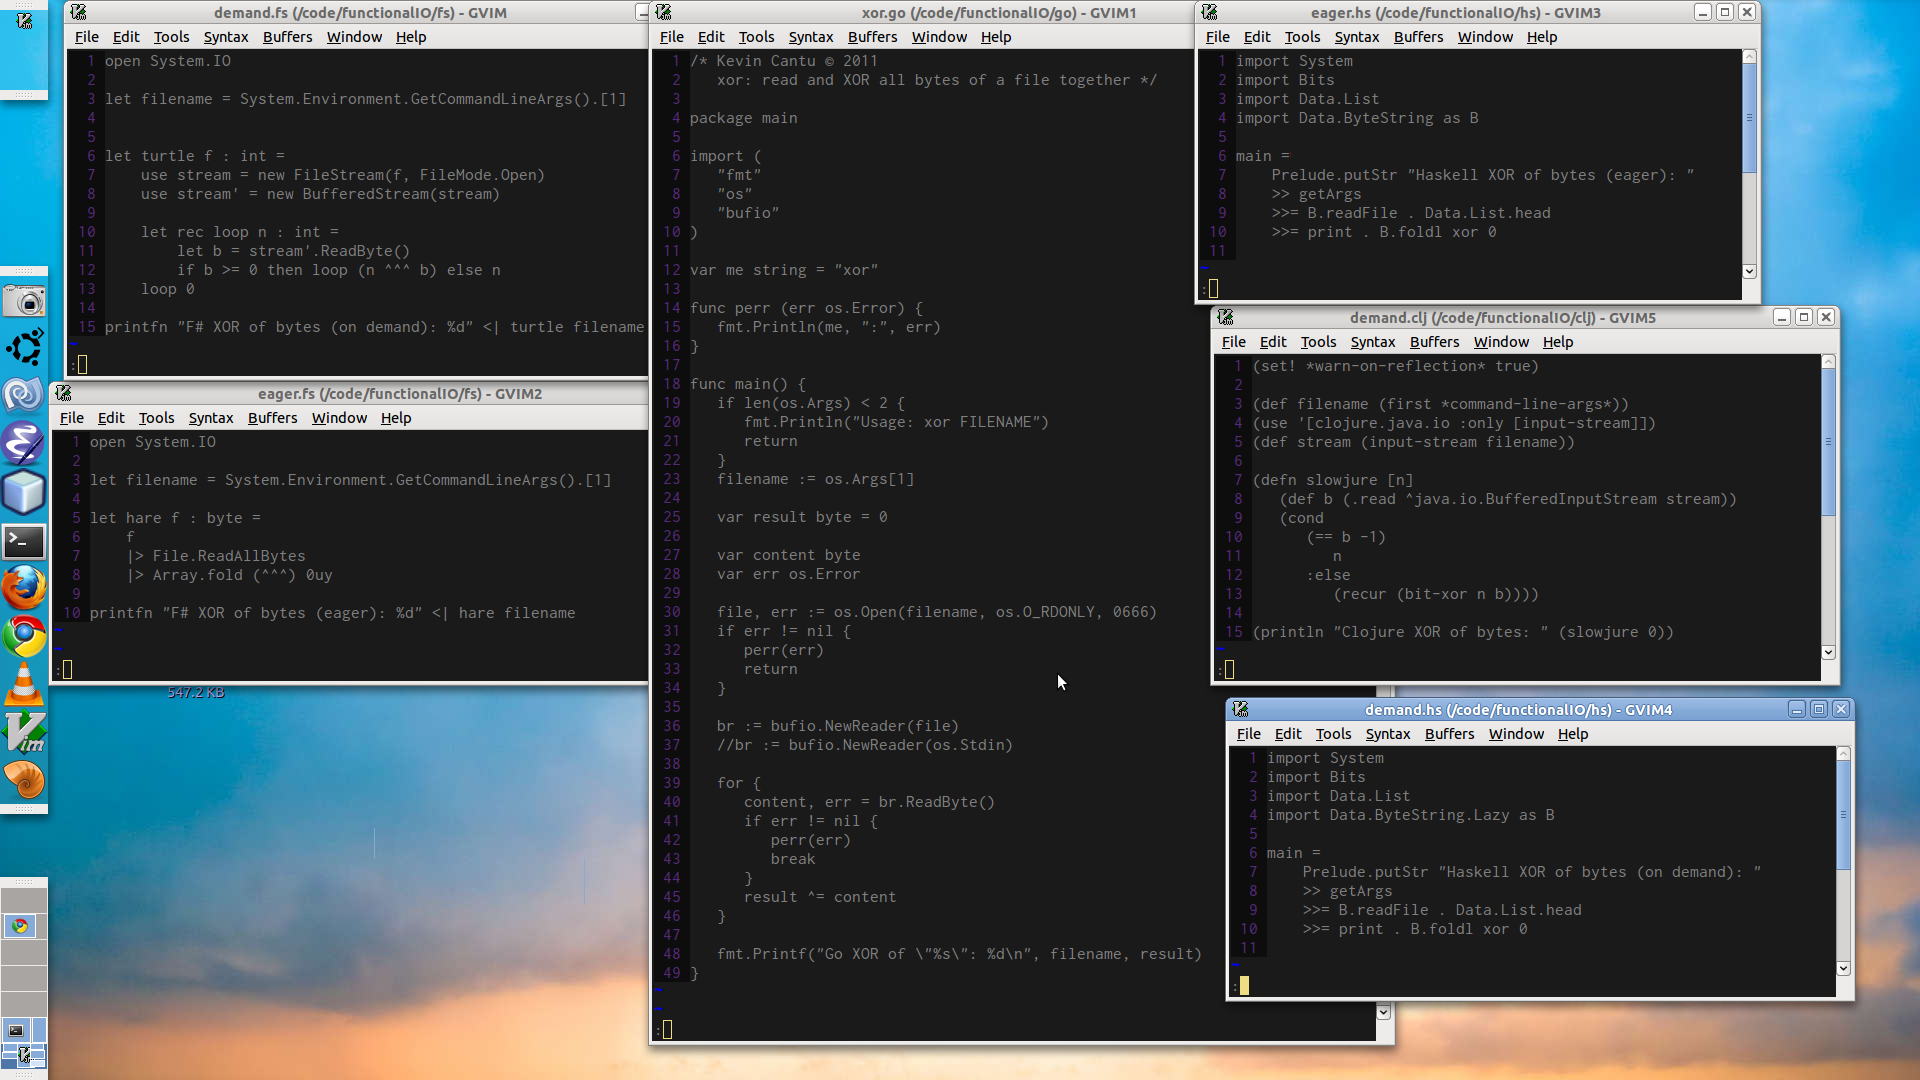 demand.fs (/code/functionalIO/fs) - GVIM
File Edit Tools Syntax Buffers Window Help
1 open System.IO
2
3 let filename = System.Environment.GetCommandLineArgs().[1]
4
5
6 let turtle f : int =
7     use stream = new FileStream(f, FileMode.Open)
8     use stream' = new BufferedStream(stream)
9
10     let rec loop n : int =
11         let b = stream'.ReadByte()
12         if b >= 0 then loop (n ^^^ b) else n
13     loop 0
14
15 printfn "F# XOR of bytes (on demand): %d" <| turtle filename
~
:
eager.fs (/code/functionalIO/fs) - GVIM2
File Edit Tools Syntax Buffers Window Help
1 open System.IO
2
3 let filename = System.Environment.GetCommandLineArgs().[1]
4
5 let hare f : byte =
6     f
7     |> File.ReadAllBytes
8     |> Array.fold (^^^) 0uy
9
10 printfn "F# XOR of bytes (eager): %d" <| hare filename
~
~
:
547.2 KB
Vim
xor.go (/code/functionalIO/go) - GVIM1
File Edit Tools Syntax Buffers Window Help
1 /* Kevin Cantu © 2011
2    xor: read and XOR all bytes of a file together */
3
4 package main
5
6 import (
7    "fmt"
8    "os"
9    "bufio"
10 )
11
12 var me string = "xor"
13
14 func perr (err os.Error) {
15    fmt.Println(me, ":", err)
16 }
17
18 func main() {
19    if len(os.Args) < 2 {
20       fmt.Println("Usage: xor FILENAME")
21       return
22    }
23    filename := os.Args[1]
24
25    var result byte = 0
26
27    var content byte
28    var err os.Error
29
30    file, err := os.Open(filename, os.O_RDONLY, 0666)
31    if err != nil {
32       perr(err)
33       return
34    }
35
36    br := bufio.NewReader(file)
37    //br := bufio.NewReader(os.Stdin)
38
39    for {
40       content, err = br.ReadByte()
41       if err != nil {
42          perr(err)
43          break
44       }
45       result ^= content
46    }
47
48    fmt.Printf("Go XOR of \"%s\": %d\n", filename, result)
49 }
~
~
:
eager.hs (/code/functionalIO/hs) - GVIM3
File Edit Tools Syntax Buffers Window Help
1 import System
2 import Bits
3 import Data.List
4 import Data.ByteString as B
5
6 main =
7     Prelude.putStr "Haskell XOR of bytes (eager): "
8     >> getArgs
9     >>= B.readFile . Data.List.head
10     >>= print . B.foldl xor 0
11
~
:
demand.clj (/code/functionalIO/clj) - GVIM5
File Edit Tools Syntax Buffers Window Help
1 (set! *warn-on-reflection* true)
2
3 (def filename (first *command-line-args*))
4 (use '[clojure.java.io :only [input-stream]])
5 (def stream (input-stream filename))
6
7 (defn slowjure [n]
8    (def b (.read ^java.io.BufferedInputStream stream))
9    (cond
10       (== b -1)
11          n
12       :else
13          (recur (bit-xor n b))))
14
15 (println "Clojure XOR of bytes: " (slowjure 0))
~
:
demand.hs (/code/functionalIO/hs) - GVIM4
File Edit Tools Syntax Buffers Window Help
1 import System
2 import Bits
3 import Data.List
4 import Data.ByteString.Lazy as B
5
6 main =
7     Prelude.putStr "Haskell XOR of bytes (on demand): "
8     >> getArgs
9     >>= B.readFile . Data.List.head
10     >>= print . B.foldl xor 0
11
~
: